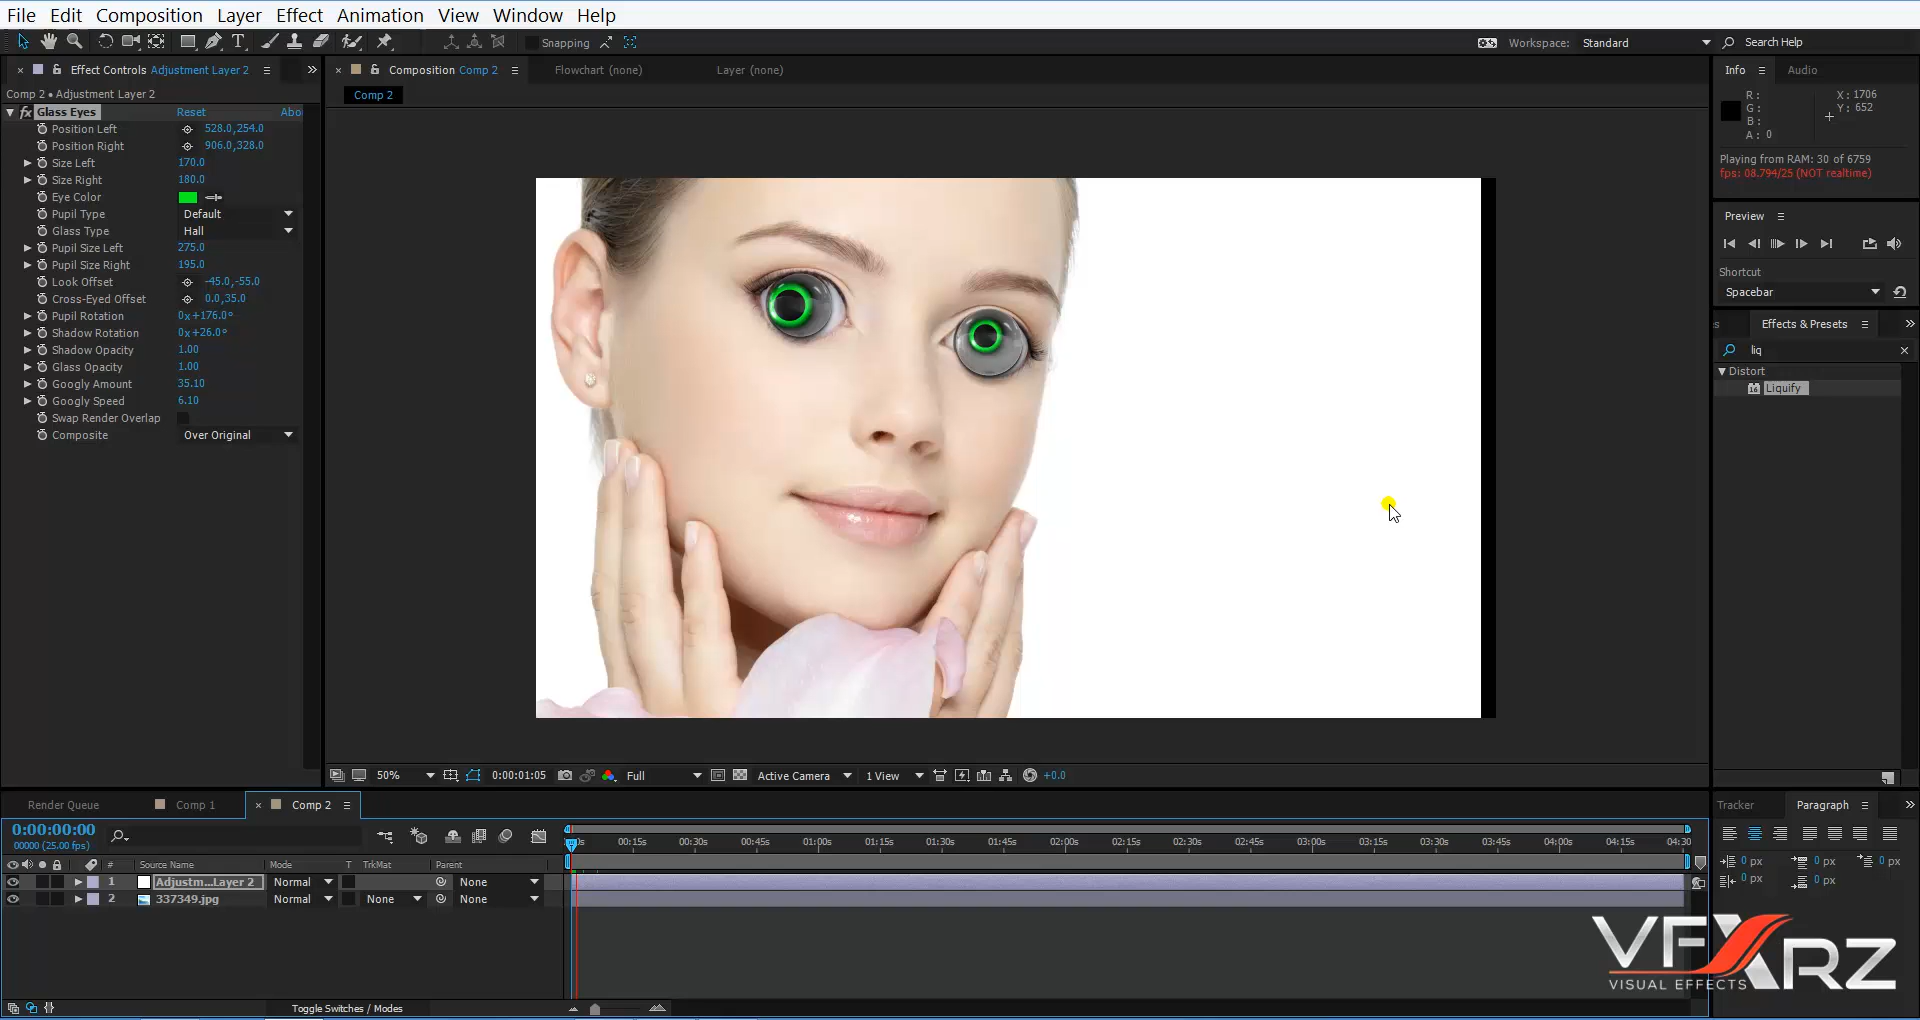 File Edit Composition Layer Effect Animation View Window Help
Snapping
Workspace: Standard
Search Help
Effect Controls Adjustment Layer 2
Comp 2 • Adjustment Layer 2
fx Glass Eyes Reset Abo
Position Left 528.0,254.0
Position Right 906.0,328.0
Size Left 170.0
Size Right 180.0
Eye Color
Pupil Type Default
Glass Type Hall
Pupil Size Left 275.0
Pupil Size Right 195.0
Look Offset -45.0,-55.0
Cross-Eyed Offset 0.0,35.0
Pupil Rotation 0x+176.0°
Shadow Rotation 0x+26.0°
Shadow Opacity 1.00
Glass Opacity 1.00
Googly Amount 35.10
Googly Speed 6.10
Swap Render Overlap
Composite Over Original
Composition Comp 2
Flowchart (none)
Layer (none)
Comp 2
50%
0:00:01:05
Full
Active Camera
1 View
+0.0
Info Audio
R: X: 1706
G: Y: 652
B:
A: 0
Playing from RAM: 30 of 6759
fps: 08.794/25 (NOT realtime)
Preview
Shortcut
Spacebar
s Effects & Presets
liq
Distort
Liquify
Render Queue Comp 1 Comp 2
0:00:00:00
00000 (25.00 fps)
# Source Name Mode T TrkMat Parent
1 Adjustm...Layer 2 Normal None
2 337349.jpg Normal None None
0s 00:15s 00:30s 00:45s 01:00s 01:15s 01:30s 01:45s 02:00s 02:15s 02:30s 02:45s 03:00s 03:15s 03:30s 03:45s 04:00s 04:15s 04:30
Toggle Switches / Modes
Tracker Paragraph
0 px 0 px 0 px
0 px 0 px
VFXARZ
VISUAL EFFECTS